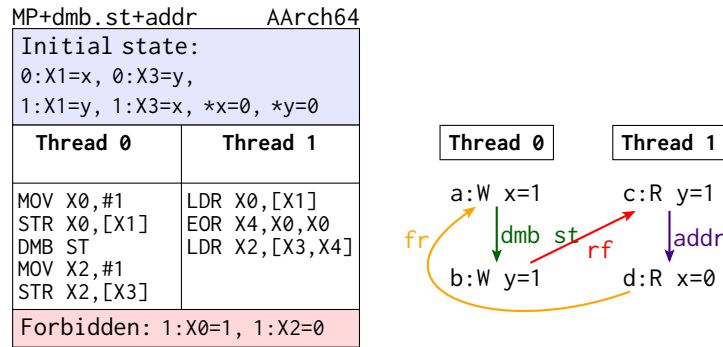 MP+dmb.st+addr AArch64
Initial state:
0:X1=x, 0:X3=y,
1:X1=y, 1:X3=x, *x=0, *y=0
Thread 0 Thread 1
MOV X0,#1 LDR X0,[X1]
STR X0,[X1] EOR X4,X0,X0
DMB ST LDR X2,[X3,X4]
MOV X2,#1
STR X2,[X3]
Forbidden: 1:X0=1, 1:X2=0
Thread 0 Thread 1
a:W x=1 c:R y=1
fr dmb st rf addr
b:W y=1 d:R x=0